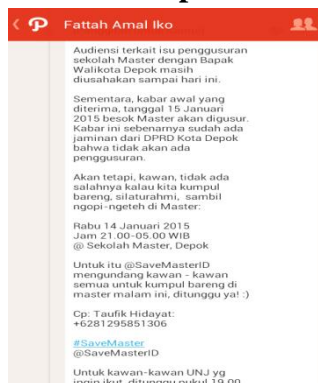 Fattah Amal Iko
Audiensi terkait isu penggusuran
sekolah Master dengan Bapak
Walikota Depok masih
diusahakan sampai hari ini.
Sementara, kabar awal yang
diterima, tanggal 15 Januari
2015 besok Master akan digusur.
Kabar ini sebenarnya sudah ada
jaminan dari DPRD Kota Depok
bahwa tidak akan ada
penggusuran.
Akan tetapi, kawan, tidak ada
salahnya kalau kita kumpul
bareng, silaturahmi,  sambil
ngopi-ngeteh di Master:
Rabu 14 Januari 2015
Jam 21.00-05.00 WIB
@ Sekolah Master, Depok
Untuk itu @SaveMasterID
mengundang kawan - kawan
semua untuk kumpul bareng di
master malam ini, ditunggu ya! :)
Cp: Taufik Hidayat:
+6281295851306
#SaveMaster
@SaveMasterID
Untuk kawan-kawan UNJ yg
ingin ikut, ditunggu pukul 19.00